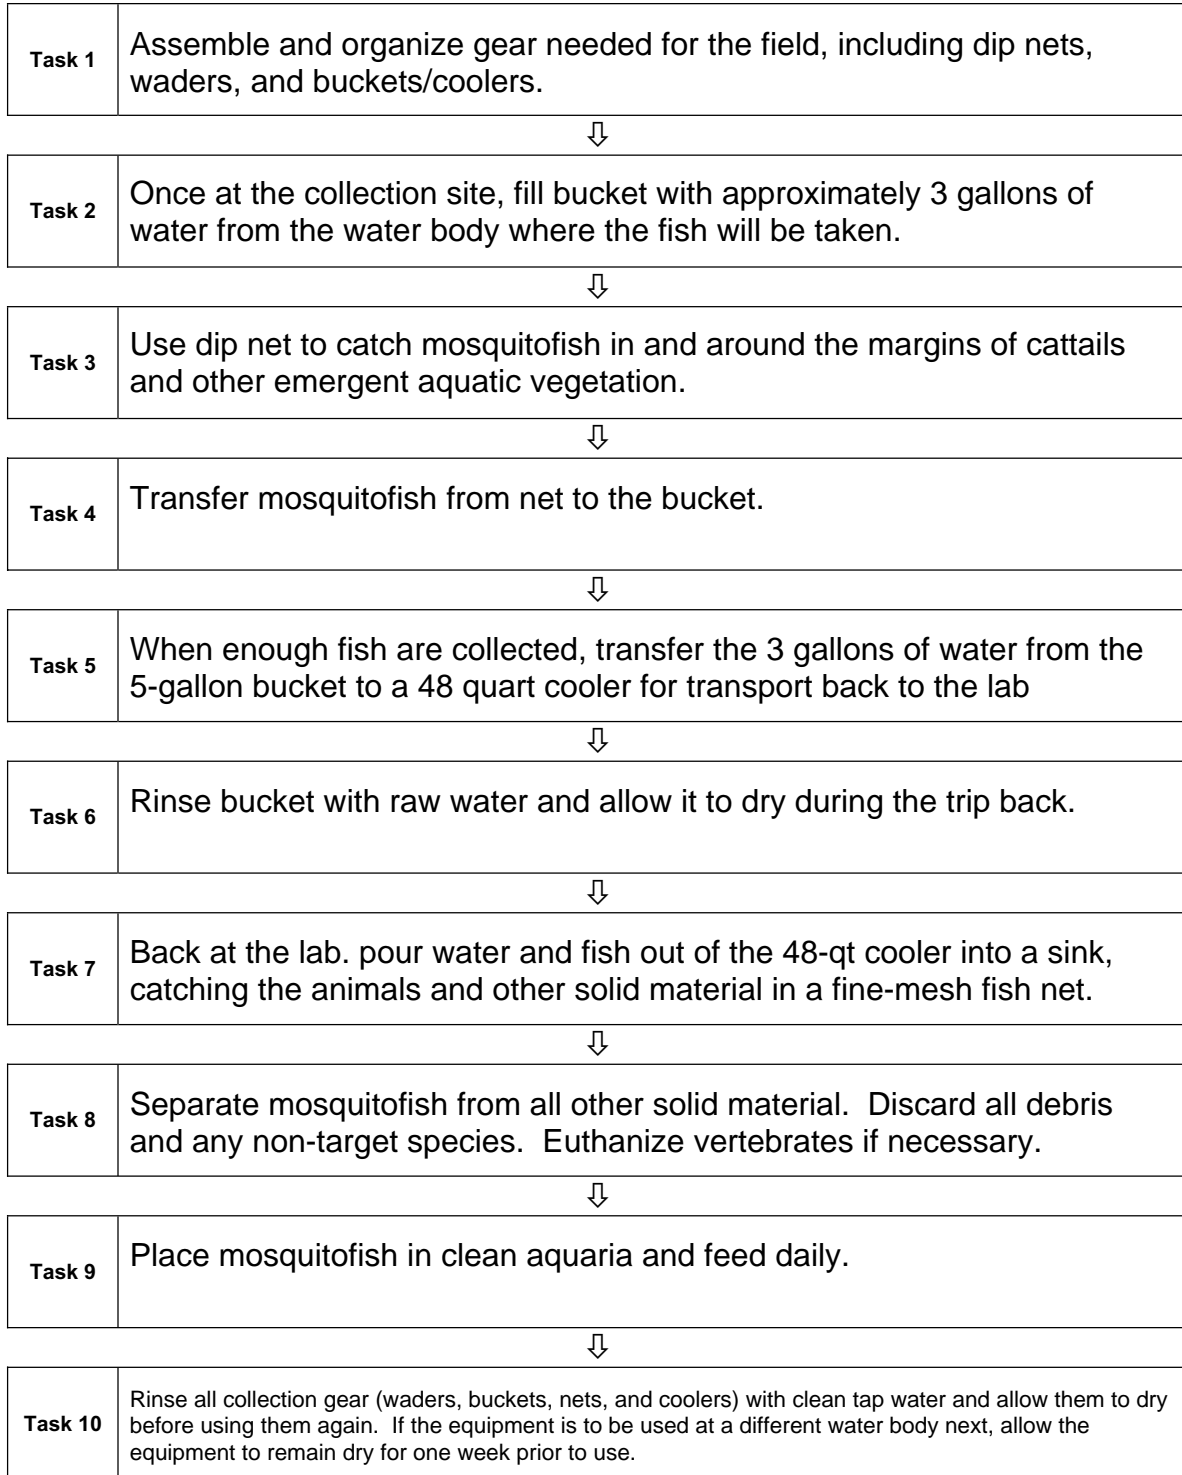 Task 1
Assemble and organize gear needed for the field, including dip nets,
waders, and buckets/coolers.
⇩
Task 2
Once at the collection site, fill bucket with approximately 3 gallons of
water from the water body where the fish will be taken.
⇩
Task 3
Use dip net to catch mosquitofish in and around the margins of cattails
and other emergent aquatic vegetation.
⇩
Task 4
Transfer mosquitofish from net to the bucket.
⇩
Task 5
When enough fish are collected, transfer the 3 gallons of water from the
5-gallon bucket to a 48 quart cooler for transport back to the lab
⇩
Task 6
Rinse bucket with raw water and allow it to dry during the trip back.
⇩
Task 7
Back at the lab. pour water and fish out of the 48-qt cooler into a sink,
catching the animals and other solid material in a fine-mesh fish net.
⇩
Task 8
Separate mosquitofish from all other solid material.  Discard all debris
and any non-target species.  Euthanize vertebrates if necessary.
⇩
Task 9
Place mosquitofish in clean aquaria and feed daily.
⇩
Task 10
Rinse all collection gear (waders, buckets, nets, and coolers) with clean tap water and allow them to dry
before using them again.  If the equipment is to be used at a different water body next, allow the
equipment to remain dry for one week prior to use.